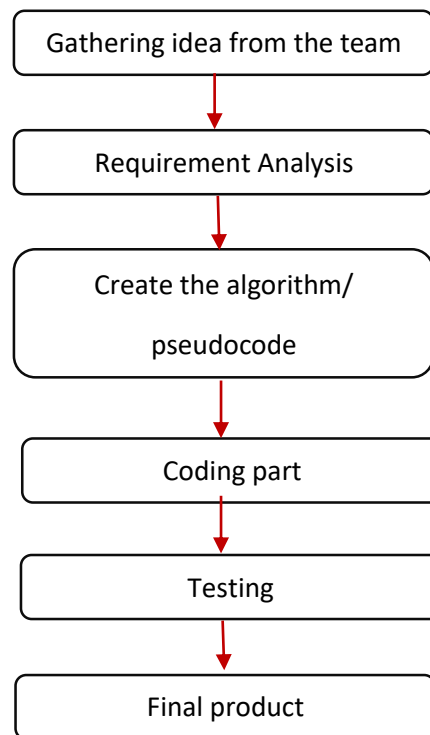 Gathering idea from the team
Requirement Analysis
Create the algorithm/
pseudocode
Coding part
Testing
Final product